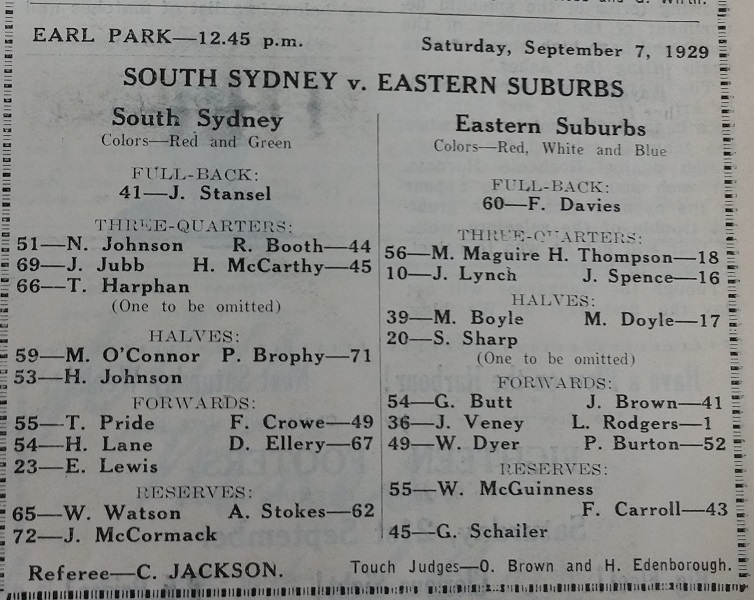 EARL PARK—12.45 p.m.
Saturday, September 7, 1929
SOUTH SYDNEY v. EASTERN SUBURBS
South Sydney
Colors—Red and Green
FULL-BACK:
41—J. Stansel
THREE-QUARTERS:
51—N. Johnson R. Booth—44
69—J. Jubb H. McCarthy—45
66—T. Harphan
(One to be omitted)
HALVES:
59—M. O'Connor P. Brophy—71
53—H. Johnson
FORWARDS:
55—T. Pride F. Crowe—49
54—H. Lane D. Ellery—67
23—E. Lewis
RESERVES:
65—W. Watson A. Stokes—62
72—J. McCormack
Referee—C. JACKSON.
Eastern Suburbs
Colors—Red, White and Blue
FULL-BACK:
60—F. Davies
THREE-QUARTERS:
56—M. Maguire H. Thompson—18
10—J. Lynch J. Spence—16
HALVES:
39—M. Boyle M. Doyle—17
20—S. Sharp
(One to be omitted)
FORWARDS:
54—G. Butt J. Brown—41
36—J. Veney L. Rodgers—1
49—W. Dyer P. Burton—52
RESERVES:
55—W. McGuinness
F. Carroll—43
45—G. Schailer
Touch Judges—O. Brown and H. Edenborough.